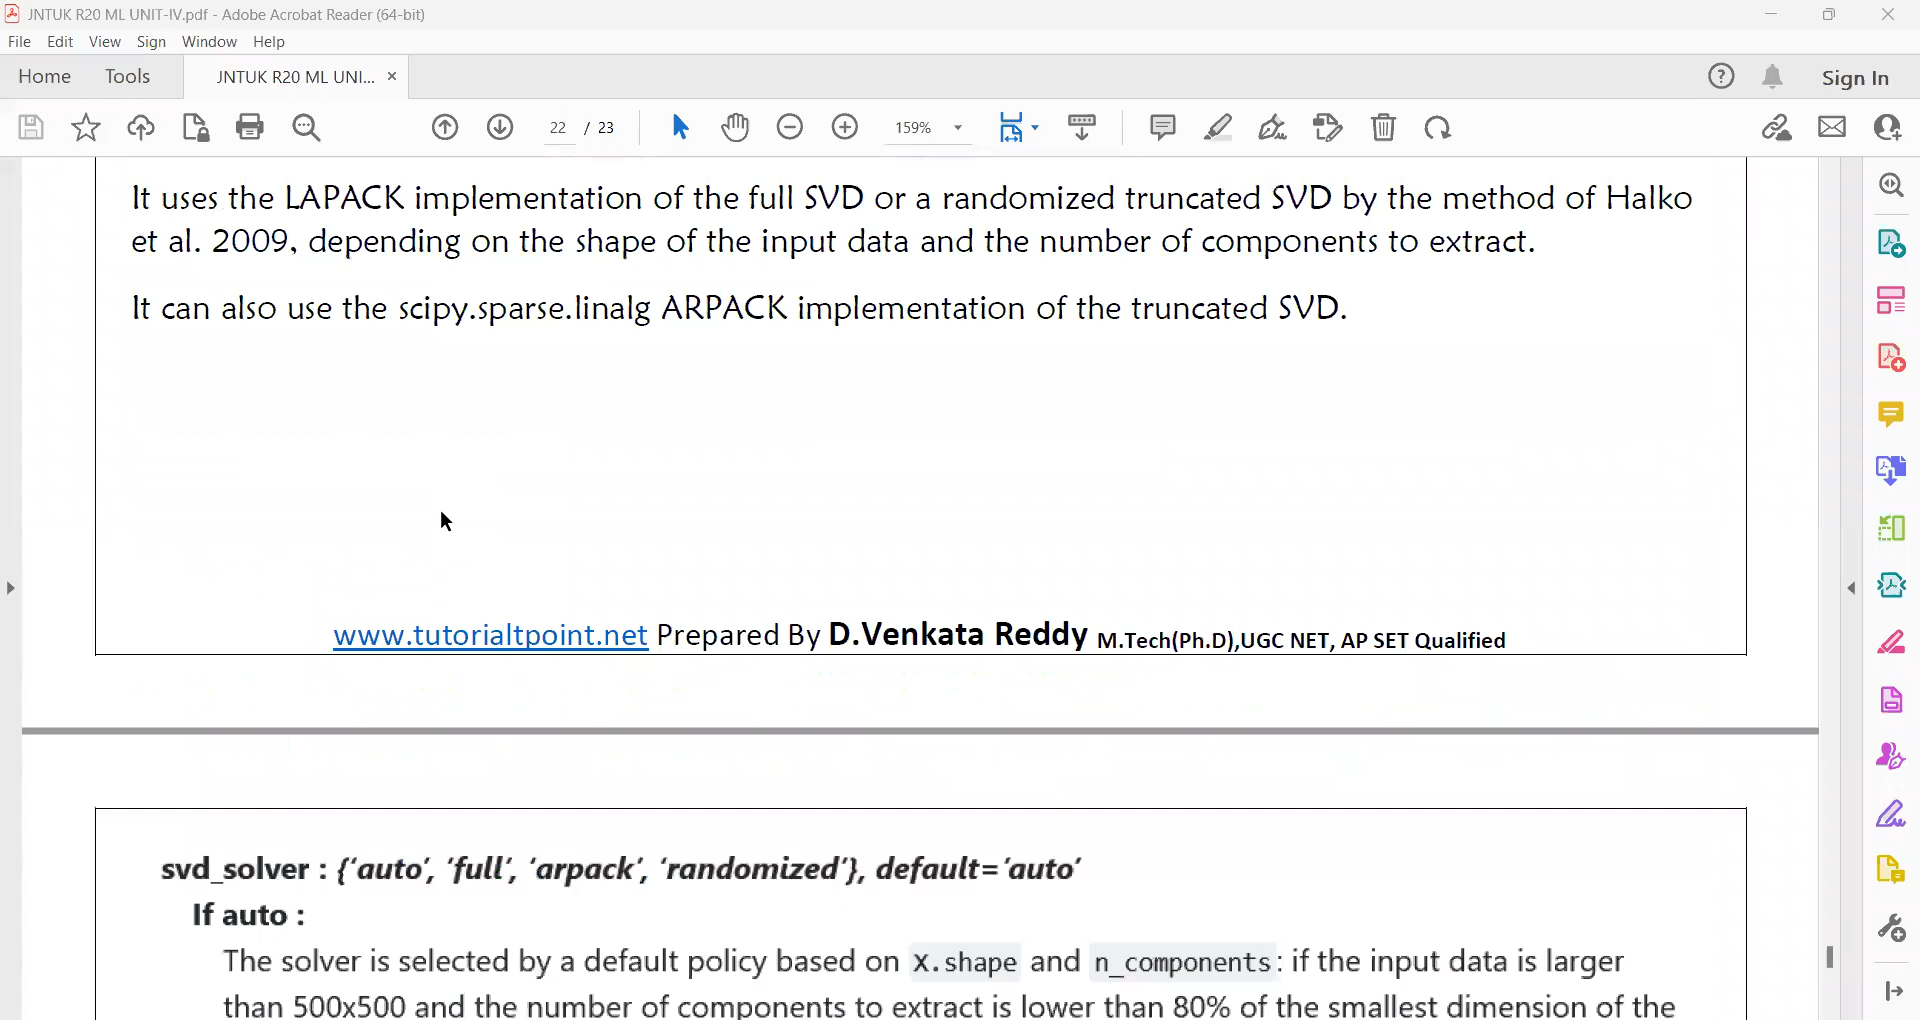 JNTUK R20 ML UNIT-IV.pdf - Adobe Acrobat Reader (64-bit)
File Edit View Sign Window Help
Home Tools JNTUK R20 ML UNI... × Sign In
22 / 23 159%
It uses the LAPACK implementation of the full SVD or a randomized truncated SVD by the method of Halko
et al. 2009, depending on the shape of the input data and the number of components to extract.
It can also use the scipy.sparse.linalg ARPACK implementation of the truncated SVD.
www.tutorialtpoint.net Prepared By D.Venkata Reddy M.Tech(Ph.D),UGC NET, AP SET Qualified
svd_solver : {‘auto’, ‘full’, ‘arpack’, ‘randomized’}, default=‘auto’
If auto :
The solver is selected by a default policy based on X.shape and n_components: if the input data is larger
than 500x500 and the number of components to extract is lower than 80% of the smallest dimension of the